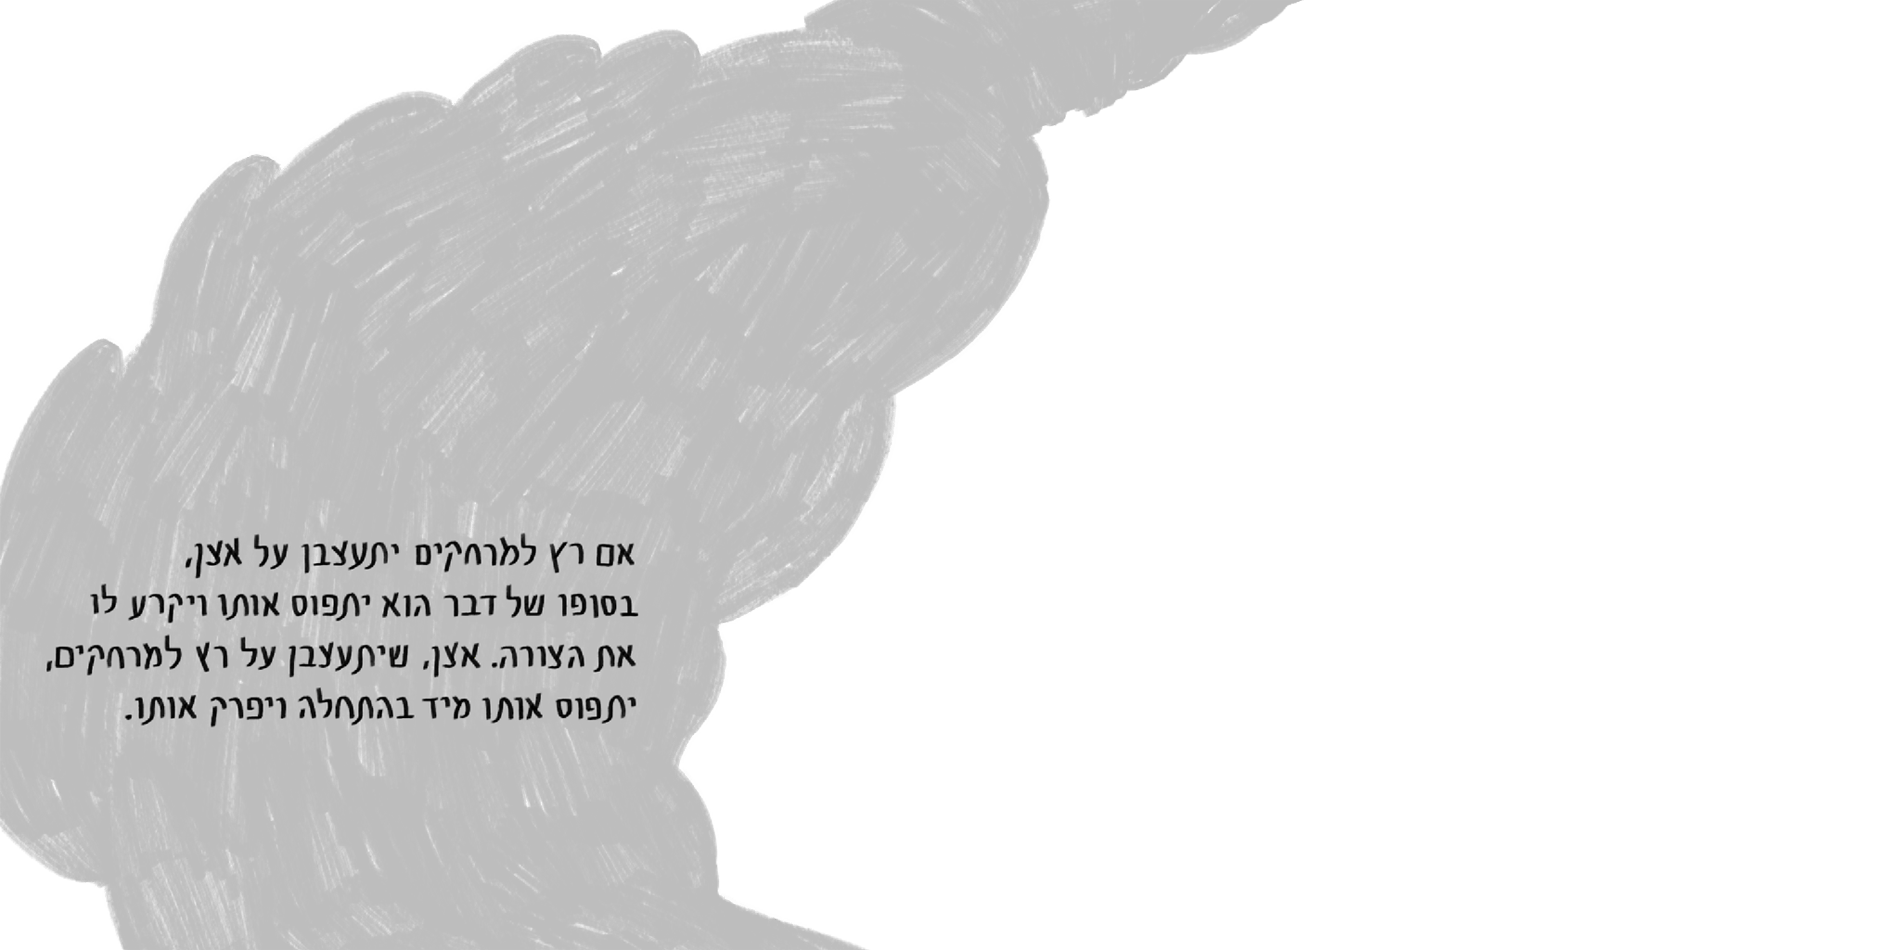 אם רץ למרחקים יתעצבן על אצן,
בסופו של דבר הוא יתפוס אותו ויקרע לו
את הצורה. אצן, שיתעצבן על רץ למרחקים,
יתפוס אותו מיד בהתחלה ויפרק אותו.